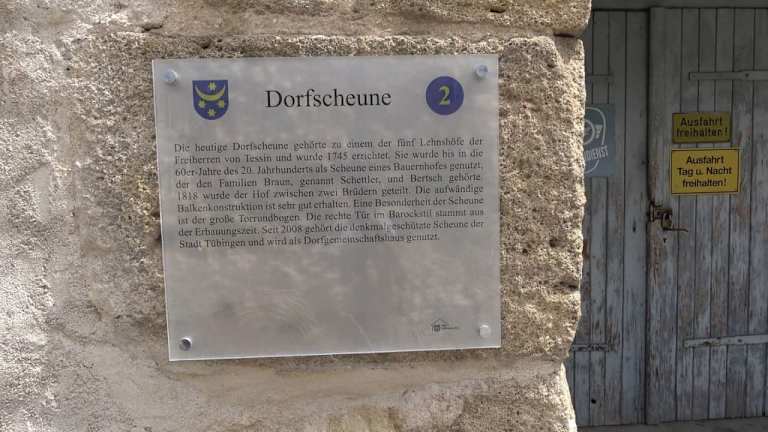 Dorfscheune
2
Die heutige Dorfscheune gehörte zu einem der fünf Lehnshöfe der
Freiherren von Tessin und wurde 1745 errichtet. Sie wurde bis in die
60er-Jahre des 20. Jahrhunderts als Scheune eines Bauernhofes genutzt,
der den Familien Braun, genannt Schettler, und Bertsch gehörte.
1818 wurde der Hof zwischen zwei Brüdern geteilt. Die aufwändige
Balkenkonstruktion ist sehr gut erhalten. Eine Besonderheit der Scheune
ist der große Torrundbogen. Die rechte Tür im Barockstil stammt aus
der Erbauungszeit. Seit 2008 gehört die denkmalgeschützte Scheune der
Stadt Tübingen und wird als Dorfgemeinschaftshaus genutzt.
DIENST
Ausfahrt
freihalten!
Ausfahrt
Tag u. Nacht
freihalten!